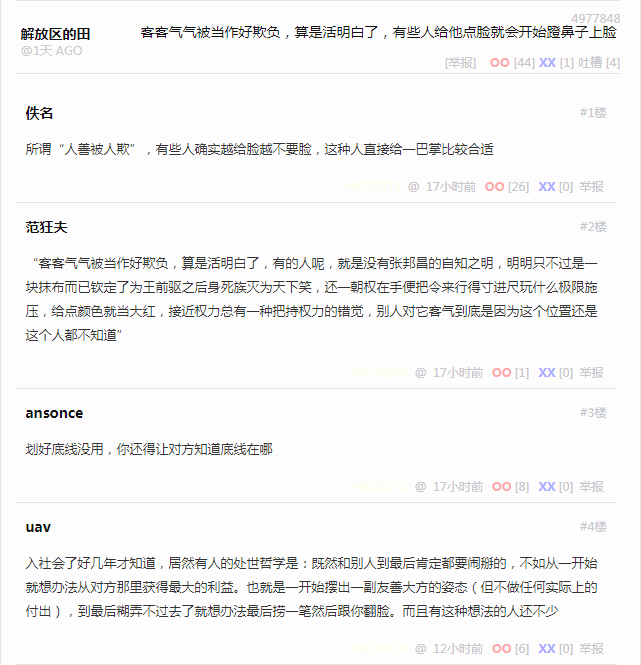 4977848
解放区的田
客客气气被当作好欺负，算是活明白了，有些人给他点脸就会开始蹬鼻子上脸
@1天 AGO
[举报] OO [44] XX [1] 吐槽 [4]
佚名 #1楼
所谓“人善被人欺”，有些人确实越给脸越不要脸，这种人直接给一巴掌比较合适
@ 17小时前 OO [26] XX [0] 举报
范狂夫 #2楼
“客客气气被当作好欺负，算是活明白了，有的人呢，就是没有张邦昌的自知之明，明明只不过是一
块抹布而已钦定了为王前驱之后身死族灭为天下笑，还一朝权在手便把令来行得寸进尺玩什么极限施
压，给点颜色就当大红，接近权力总有一种把持权力的错觉，别人对它客气到底是因为这个位置还是
这个人都不知道”
@ 17小时前 OO [1] XX [0] 举报
ansonce #3楼
划好底线没用，你还得让对方知道底线在哪
@ 17小时前 OO [8] XX [0] 举报
uav #4楼
入社会了好几年才知道，居然有人的处世哲学是：既然和别人到最后肯定都要闹掰的，不如从一开始
就想办法从对方那里获得最大的利益。也就是一开始摆出一副友善大方的姿态（但不做任何实际上的
付出），到最后糊弄不过去了就想办法最后捞一笔然后跟你翻脸。而且有这种想法的人还不少
@ 12小时前 OO [6] XX [0] 举报